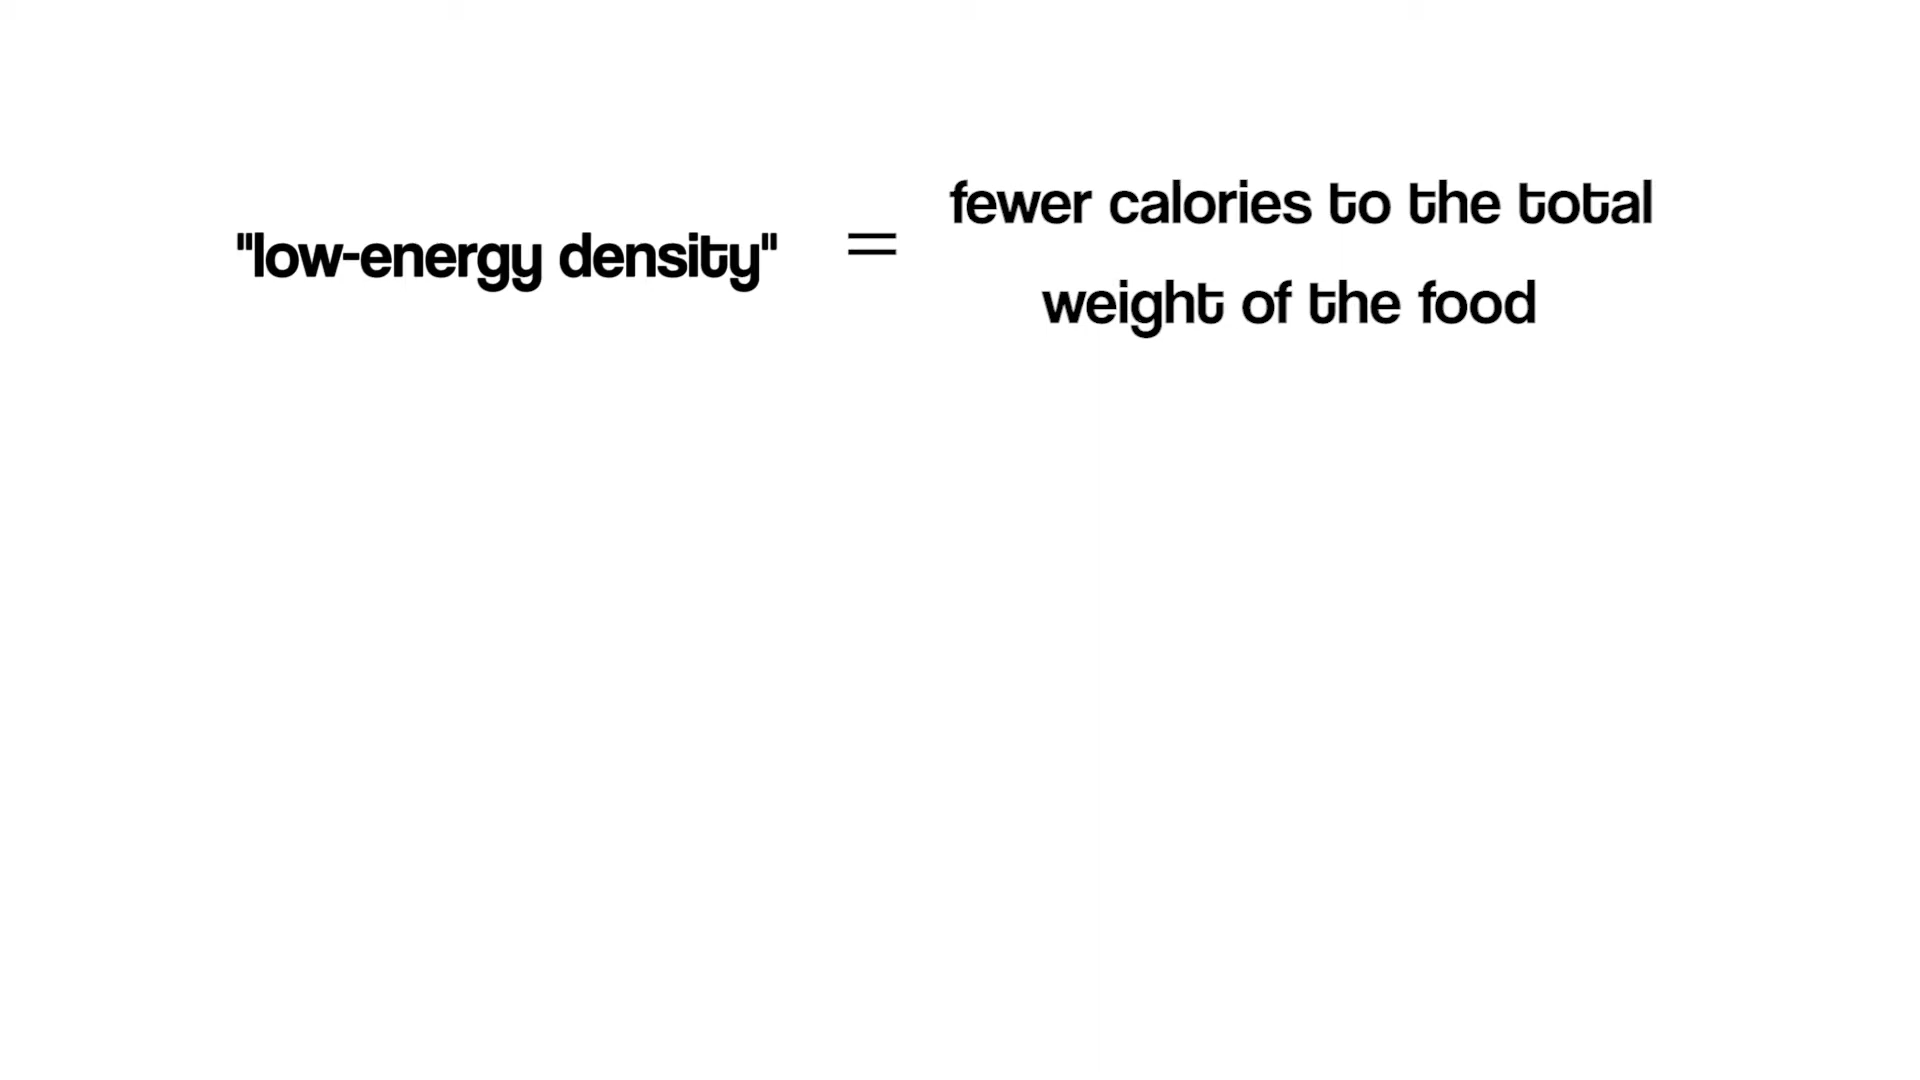 "low-energy density" = fewer calories to the total
weight of the food